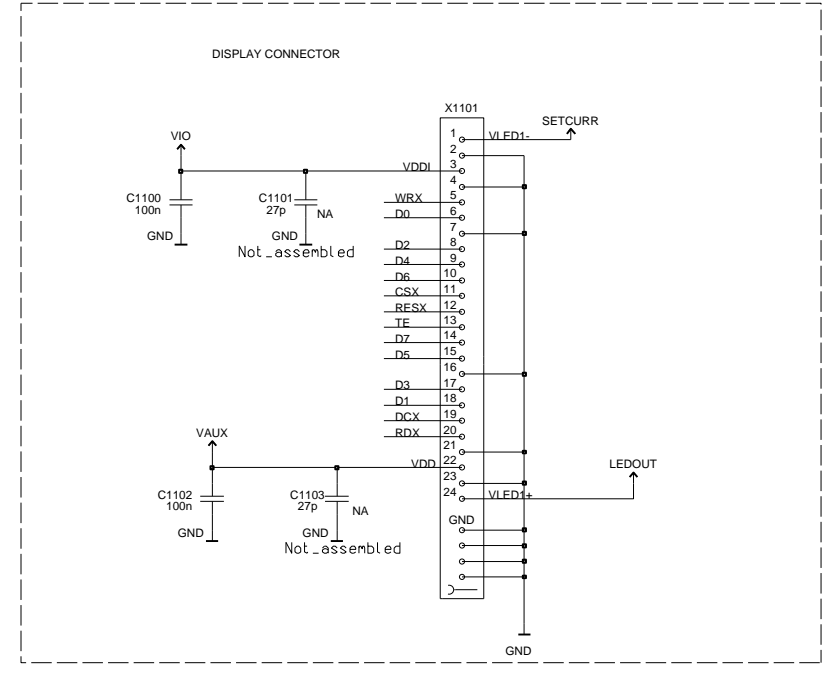 DISPLAY CONNECTOR
X1101
SETCURR
1 VLED1-
VIO
2
VDDI 3
4
C1100
100n
C1101
27p
NA
WRX 5
D0 6
GND
GND
7
Not_assembled
D2 8
D4 9
D6 10
CSX 11
RESX 12
TE 13
D7 14
D5 15
16
D3 17
D1 18
DCX 19
RDX 20
VAUX
21
VDD 22
LEDOUT
23
24 VLED1+
C1102
100n
C1103
27p
NA
GND
GND
GND
Not_assembled
GND